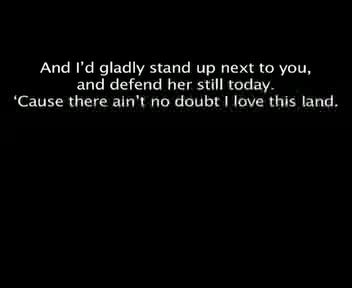 And I’d gladly stand up next to you,
and defend her still today.
‘Cause there ain’t no doubt I love this land.